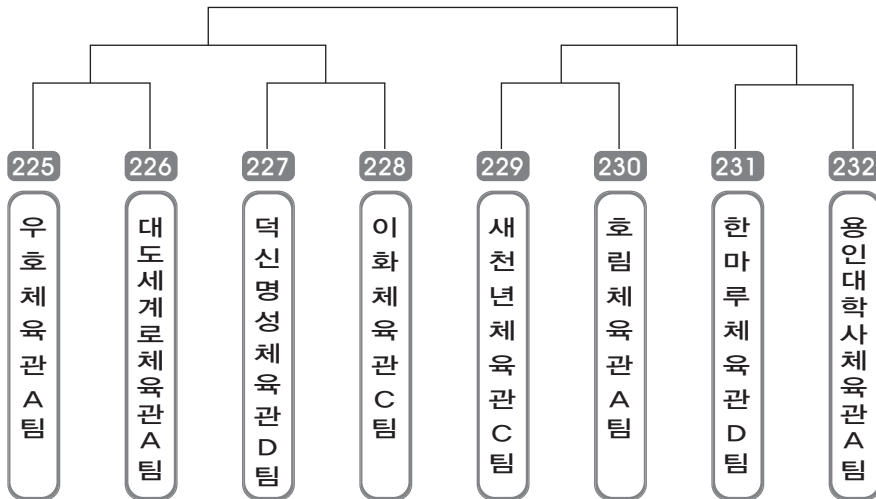 225
226
227
228
229
230
231
232
우호체육관A팀
대도세계로체육관A팀
덕신명성체육관D팀
이화체육관C팀
새천년체육관C팀
호림체육관A팀
한마루체육관D팀
용인대학사체육관A팀